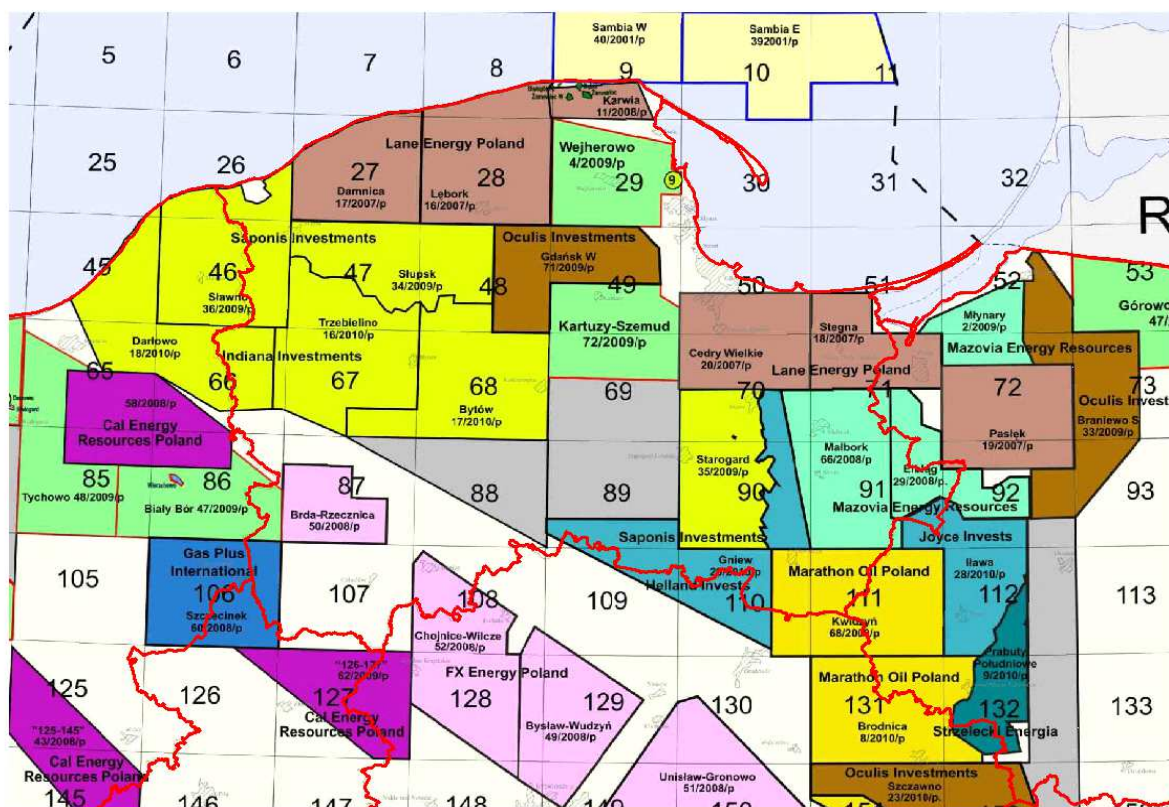 Sambia W
40/2001/p
Sambia E
392001/p
5
6
7
8
9
10
11
Karwia
11/2008/p
Lane Energy Poland
Wejherowo
4/2009/p
25
26
27
28
29
9
30
31
32
Damnica
17/2007/p
Lębork
16/2007/p
R
Saponis Investments
Oculis Investments
Gdańsk W
71/2009/p
45
46
47
48
49
50
51
52
53
Słupsk
34/2009/p
Sławno
36/2009/p
Trzebielino
16/2010/p
Kartuzy-Szemud
72/2009/p
Stegna
18/2007/p
Młynary
2/2009/p
Górowo
47/
Darłowo
18/2010/p
Indiana Investments
Cedry Wielkie
20/2007/p
Lane Energy Poland
Mazovia Energy Resources
65
66
67
68
69
70
71
72
73
Oculis Invest
58/2008/p
Cal Energy
Resources Poland
Bytów
17/2010/p
Braniewo S
33/2009/p
Pasłęk
19/2007/p
Starogard
35/2009/p
Malbork
66/2008/p
Elbląg
29/2008/p.
85
86
87
88
89
90
91
92
93
Tychowo 48/2009/p
Biały Bór 47/2009/p
Brda-Rzecznica
50/2008/p
Mazovia Energy Resources
Saponis Investments
Joyce Invests
Gas Plus
International
Gniew
Helland Invests
Marathon Oil Poland
Iława
28/2010/p
105
106
107
108
109
110
111
112
113
Szczecinek
60/2008/p
Kwidzyń
68/2008/p
Chojnice-Wilcze
52/2008/p
Prabuty
Południowe
9/2010/p
"126-127"
62/2009/p
FX Energy Poland
Marathon Oil Poland
125
126
127
128
129
130
131
132
133
Cal Energy
Resources Poland
Bysław-Wudzyń
49/2008/p
Brodnica
8/2010/p
Strzelecki Energia
"125-145"
43/2008/p
Cal Energy
Resources Poland
Unisław-Gronowo
51/2008/p
Oculis Investments
Szczawno
23/2010/p
145
146
147
148